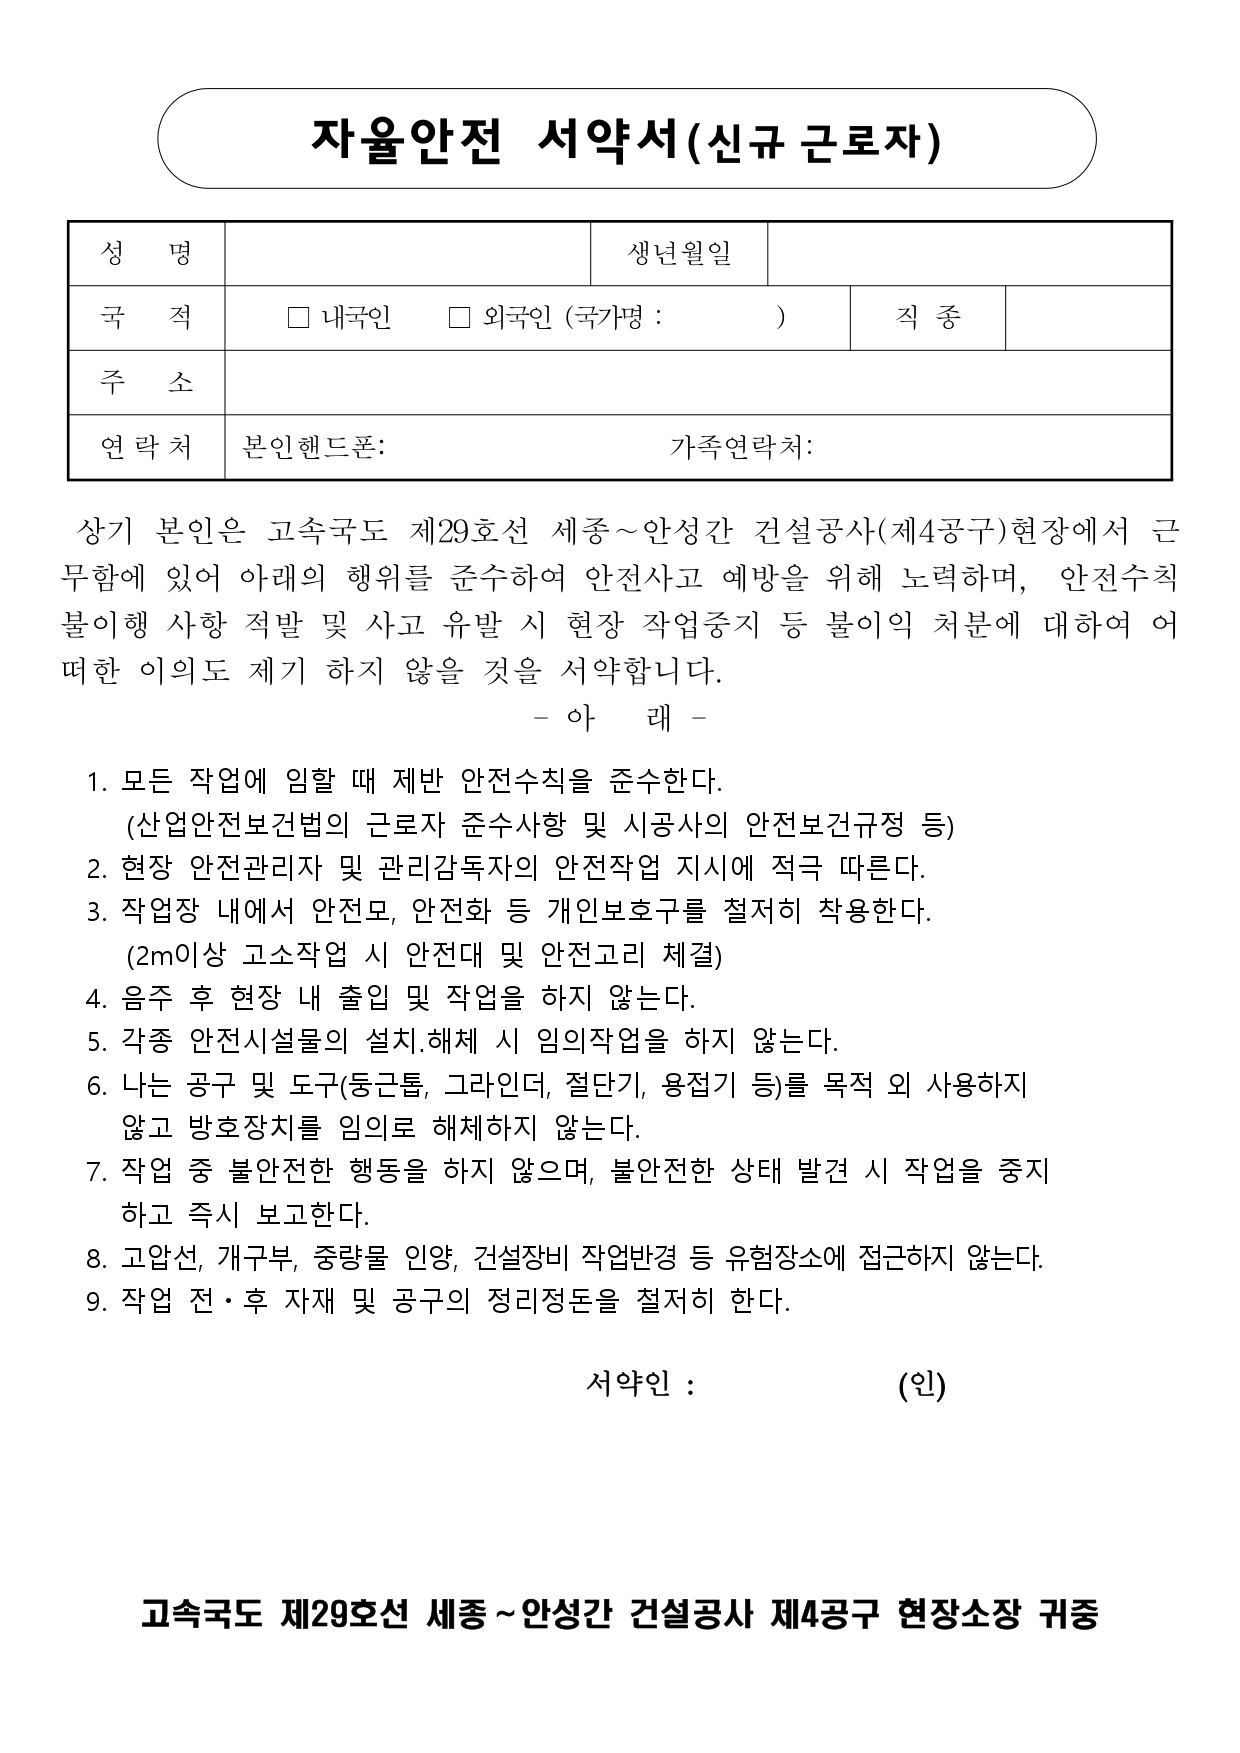 자율안전 서약서(신규 근로자)
성 명 생년월일
국 적 □ 내국인 □ 외국인 (국가명 : ) 직 종
주 소
연 락 처 본인핸드폰: 가족연락처:
상기 본인은 고속국도 제29호선 세종~안성간 건설공사(제4공구)현장에서 근
무함에 있어 아래의 행위를 준수하여 안전사고 예방을 위해 노력하며, 안전수칙
불이행 사항 적발 및 사고 유발 시 현장 작업중지 등 불이익 처분에 대하여 어
떠한 이의도 제기 하지 않을 것을 서약합니다.
- 아 래 -
1. 모든 작업에 임할 때 제반 안전수칙을 준수한다.
(산업안전보건법의 근로자 준수사항 및 시공사의 안전보건규정 등)
2. 현장 안전관리자 및 관리감독자의 안전작업 지시에 적극 따른다.
3. 작업장 내에서 안전모, 안전화 등 개인보호구를 철저히 착용한다.
(2m이상 고소작업 시 안전대 및 안전고리 체결)
4. 음주 후 현장 내 출입 및 작업을 하지 않는다.
5. 각종 안전시설물의 설치.해체 시 임의작업을 하지 않는다.
6. 나는 공구 및 도구(둥근톱, 그라인더, 절단기, 용접기 등)를 목적 외 사용하지
않고 방호장치를 임의로 해체하지 않는다.
7. 작업 중 불안전한 행동을 하지 않으며, 불안전한 상태 발견 시 작업을 중지
하고 즉시 보고한다.
8. 고압선, 개구부, 중량물 인양, 건설장비 작업반경 등 유험장소에 접근하지 않는다.
9. 작업 전・후 자재 및 공구의 정리정돈을 철저히 한다.
서약인 : (인)
고속국도 제29호선 세종~안성간 건설공사 제4공구 현장소장 귀중